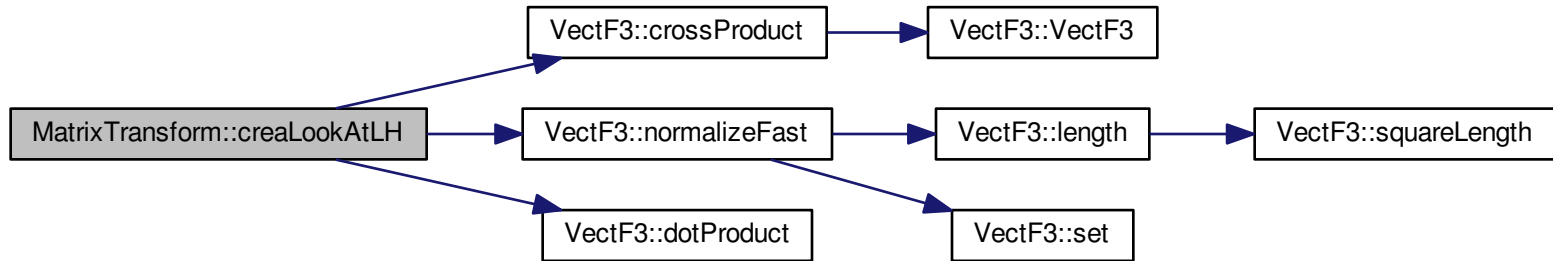 VectF3::crossProduct
VectF3::VectF3
MatrixTransform::creaLookAtLH
VectF3::normalizeFast
VectF3::length
VectF3::squareLength
VectF3::dotProduct
VectF3::set